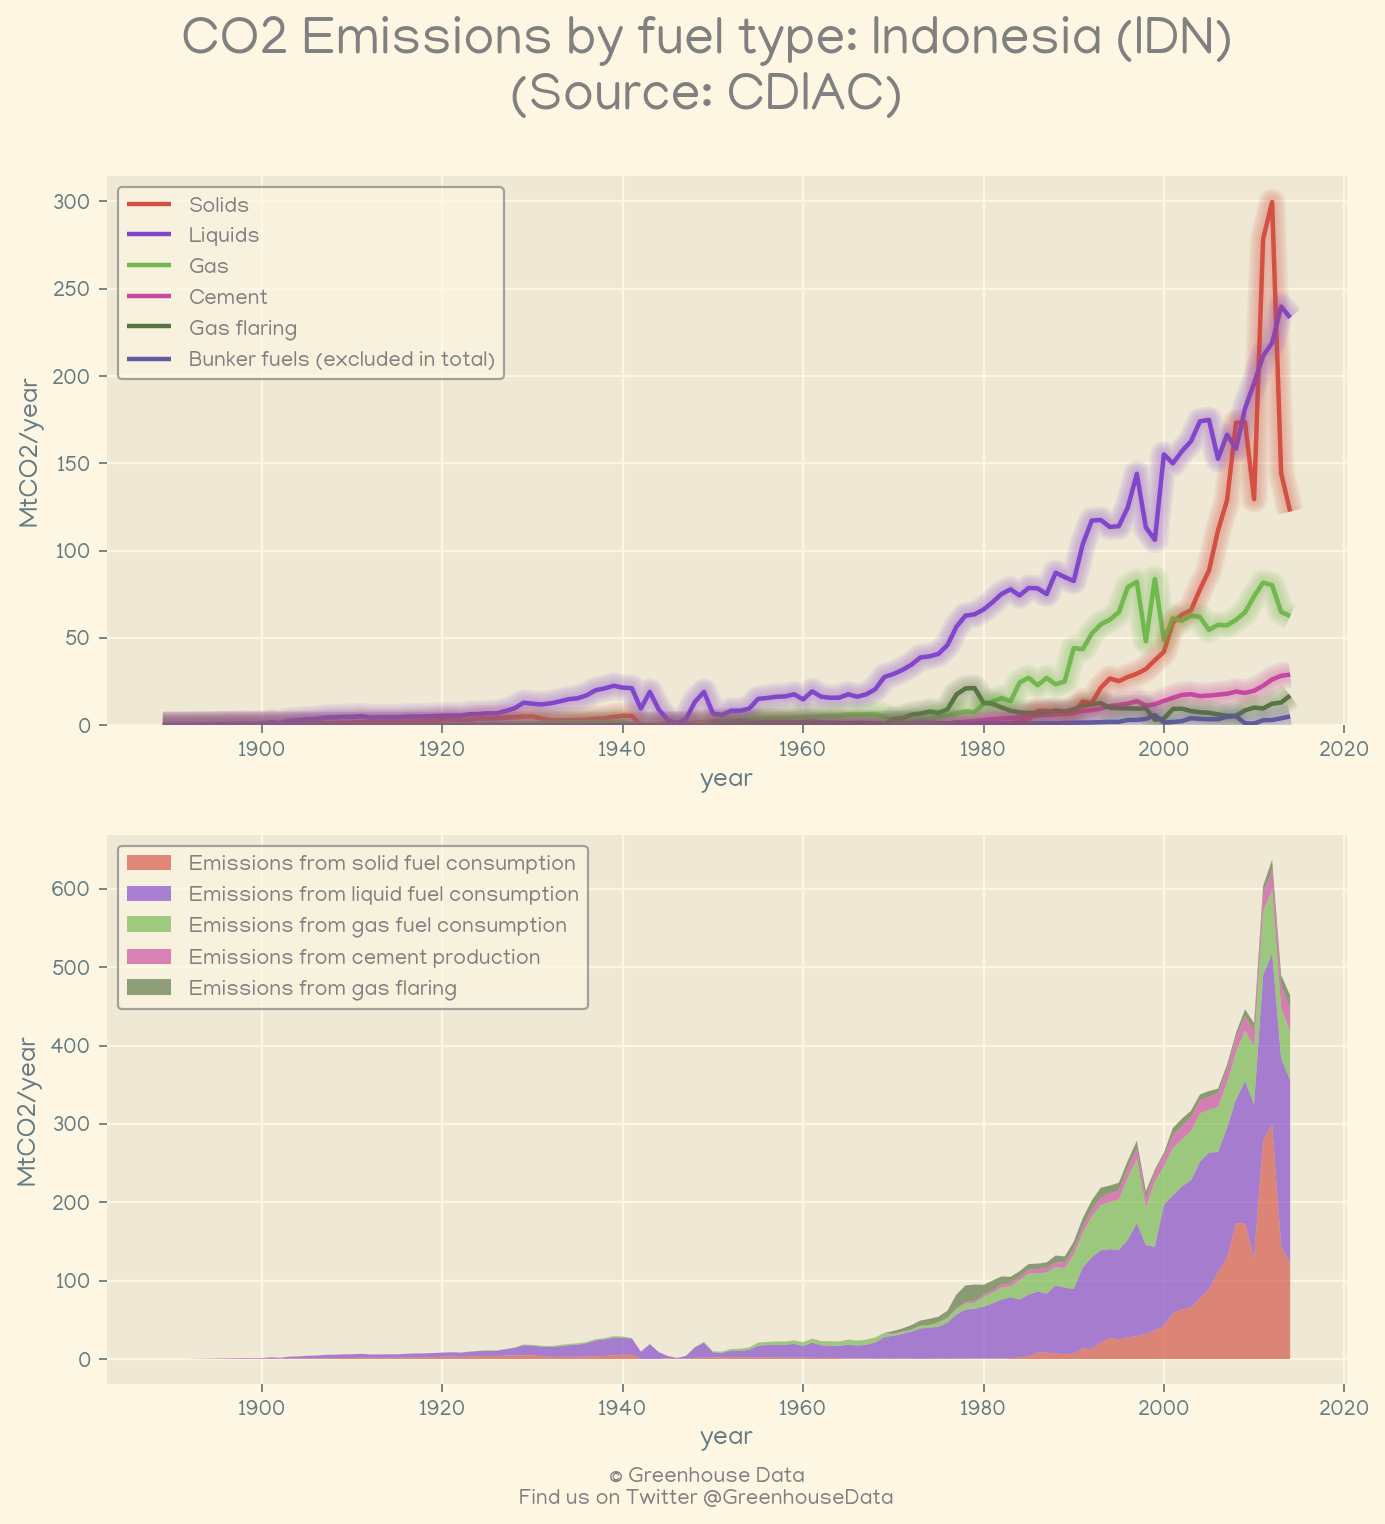 CO2 Emissions by fuel type: Indonesia (IDN)
(Source: CDIAC)
Solids
Liquids
Gas
Cement
Gas flaring
Bunker fuels (excluded in total)
MtCO2/year
300
250
200
150
100
50
0
1900 1920 1940 1960 1980 2000 2020
year
Emissions from solid fuel consumption
Emissions from liquid fuel consumption
Emissions from gas fuel consumption
Emissions from cement production
Emissions from gas flaring
MtCO2/year
600
500
400
300
200
100
0
1900 1920 1940 1960 1980 2000 2020
year
© Greenhouse Data
Find us on Twitter @GreenhouseData